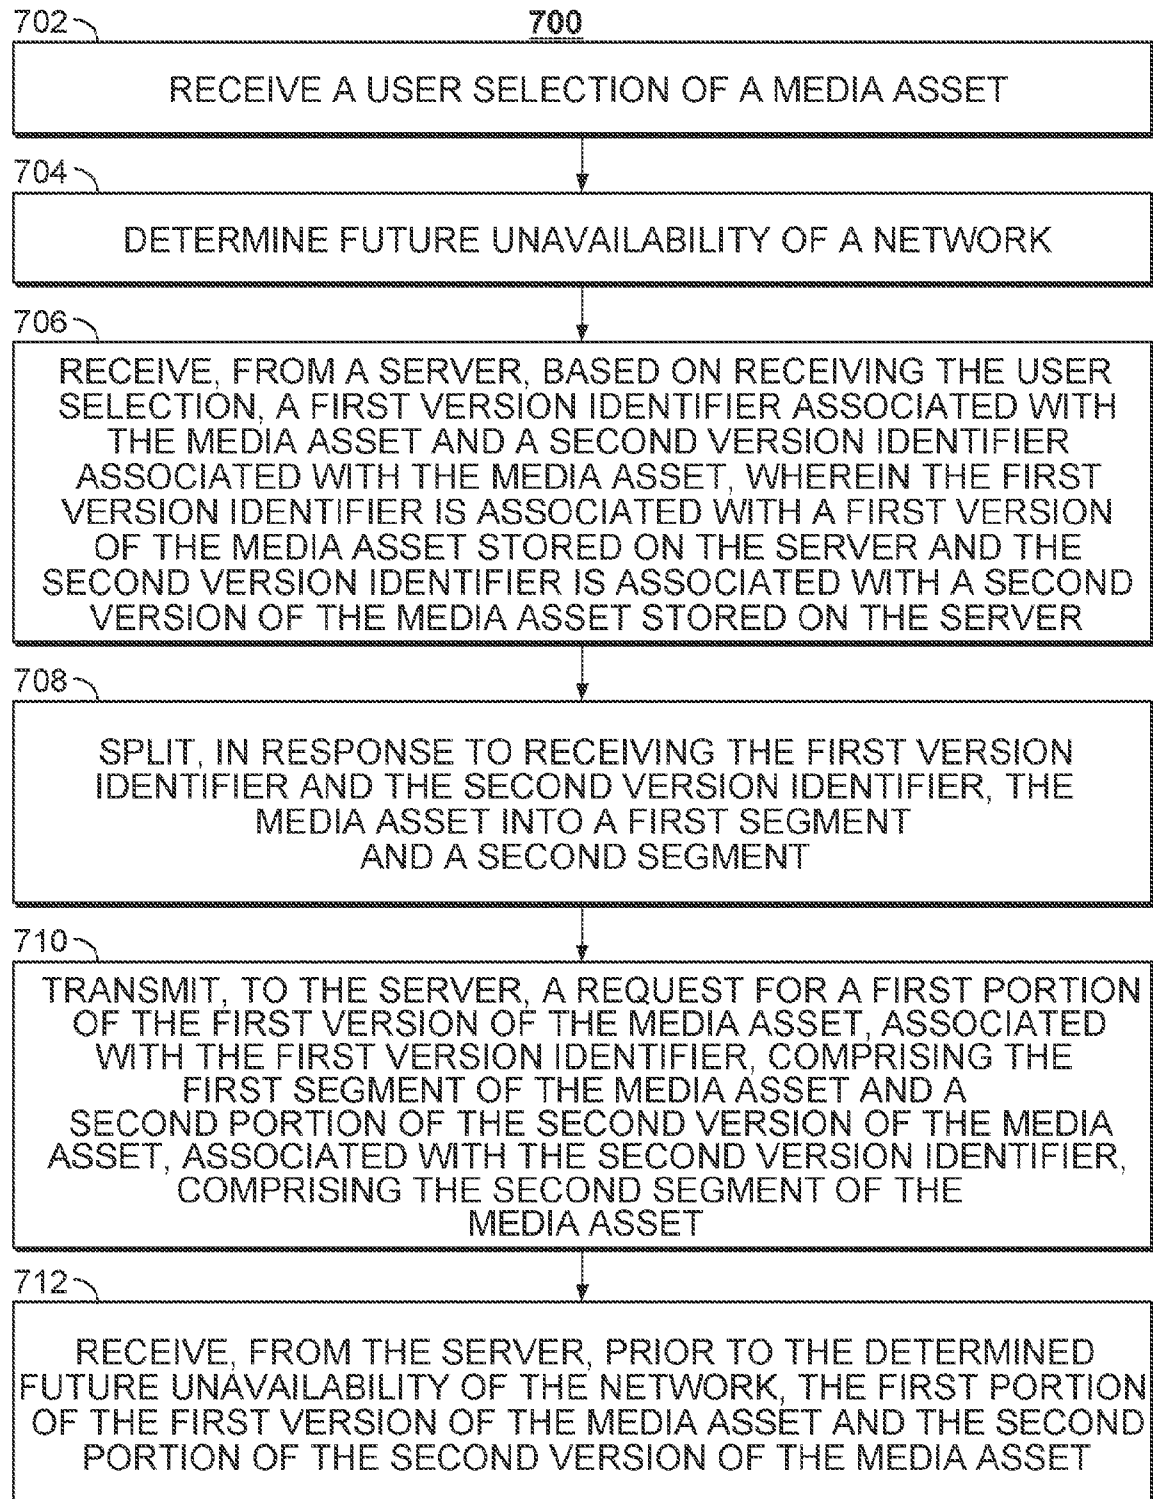 702
700
RECEIVE A USER SELECTION OF A MEDIA ASSET
704
DETERMINE FUTURE UNAVAILABILITY OF A NETWORK
706
RECEIVE, FROM A SERVER, BASED ON RECEIVING THE USER
SELECTION, A FIRST VERSION IDENTIFIER ASSOCIATED WITH
THE MEDIA ASSET AND A SECOND VERSION IDENTIFIER
ASSOCIATED WITH THE MEDIA ASSET, WHEREIN THE FIRST
VERSION IDENTIFIER IS ASSOCIATED WITH A FIRST VERSION
OF THE MEDIA ASSET STORED ON THE SERVER AND THE
SECOND VERSION IDENTIFIER IS ASSOCIATED WITH A SECOND
VERSION OF THE MEDIA ASSET STORED ON THE SERVER
708
SPLIT, IN RESPONSE TO RECEIVING THE FIRST VERSION
IDENTIFIER AND THE SECOND VERSION IDENTIFIER, THE
MEDIA ASSET INTO A FIRST SEGMENT
AND A SECOND SEGMENT
710
TRANSMIT, TO THE SERVER, A REQUEST FOR A FIRST PORTION
OF THE FIRST VERSION OF THE MEDIA ASSET, ASSOCIATED
WITH THE FIRST VERSION IDENTIFIER, COMPRISING THE
FIRST SEGMENT OF THE MEDIA ASSET AND A
SECOND PORTION OF THE SECOND VERSION OF THE MEDIA
ASSET, ASSOCIATED WITH THE SECOND VERSION IDENTIFIER,
COMPRISING THE SECOND SEGMENT OF THE
MEDIA ASSET
712
RECEIVE, FROM THE SERVER, PRIOR TO THE DETERMINED
FUTURE UNAVAILABILITY OF THE NETWORK, THE FIRST PORTION
OF THE FIRST VERSION OF THE MEDIA ASSET AND THE SECOND
PORTION OF THE SECOND VERSION OF THE MEDIA ASSET